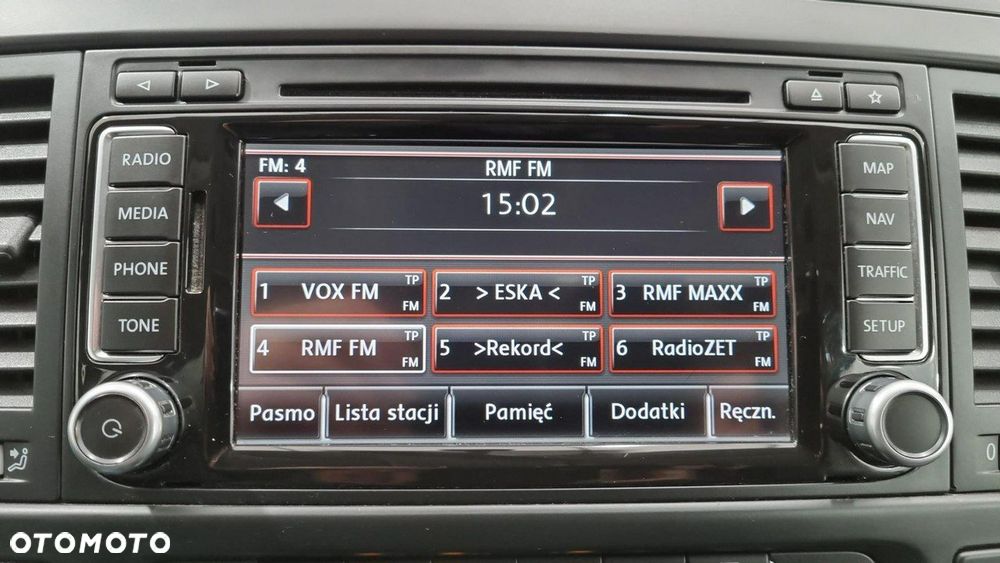 RADIO
MEDIA
PHONE
TONE
FM: 4 RMF FM
15:02
1 VOX FM TP FM
2 > ESKA < TP FM
3 RMF MAXX TP FM
4 RMF FM TP FM
5 >Rekord< TP FM
6 RadioZET TP FM
Pasmo Lista stacji Pamięć Dodatki Ręczn.
MAP
NAV
TRAFFIC
SETUP
0
OTOMOTO